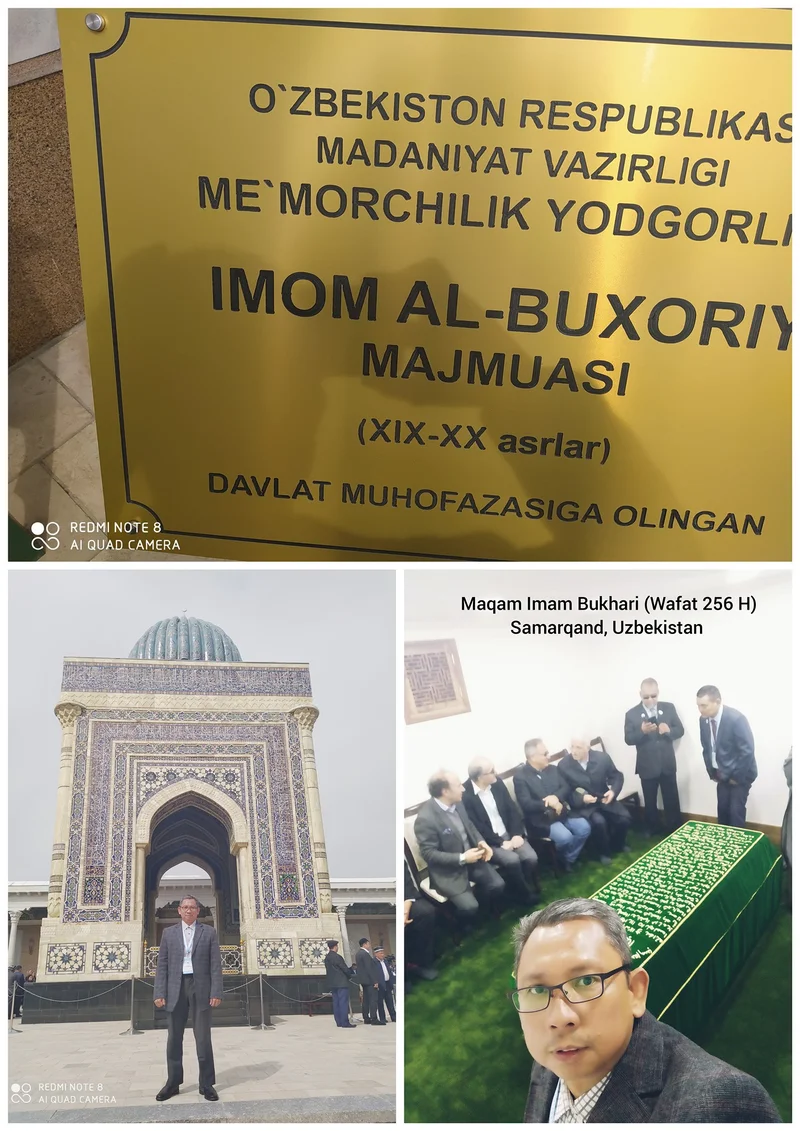 O`ZBEKISTON RESPUBLIKAS
MADANIYAT VAZIRLIGI
ME`MORCHILIK YODGORLI
IMOM AL-BUXORIY
MAJMUASI
(XIX-XX asrlar)
DAVLAT MUHOFAZASIGA OLINGAN
REDMI NOTE 8
AI QUAD CAMERA
REDMI NOTE 8
AI QUAD CAMERA
Maqam Imam Bukhari (Wafat 256 H)
Samarqand, Uzbekistan